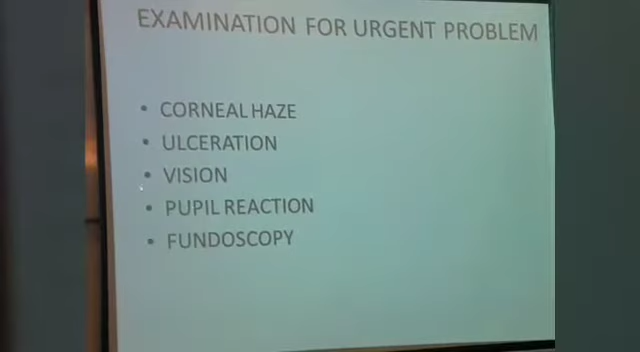 EXAMINATION FOR URGENT PROBLEM
• CORNEAL HAZE
• ULCERATION
• VISION
• PUPIL REACTION
• FUNDOSCOPY